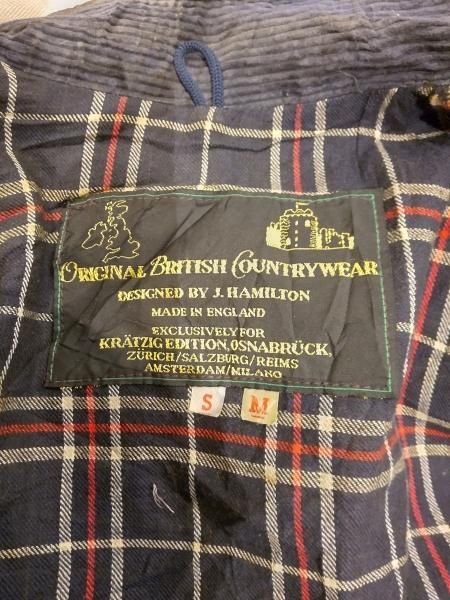 ORIGINAL BRITISH COUNTRYWEAR
DESIGNED BY J. HAMILTON
MADE IN ENGLAND
EXCLUSIVELY FOR
KRÄTZIG EDITION, OSNABRÜCK,
ZÜRICH/SALZBURG/REIMS
AMSTERDAM/MILANO
S M